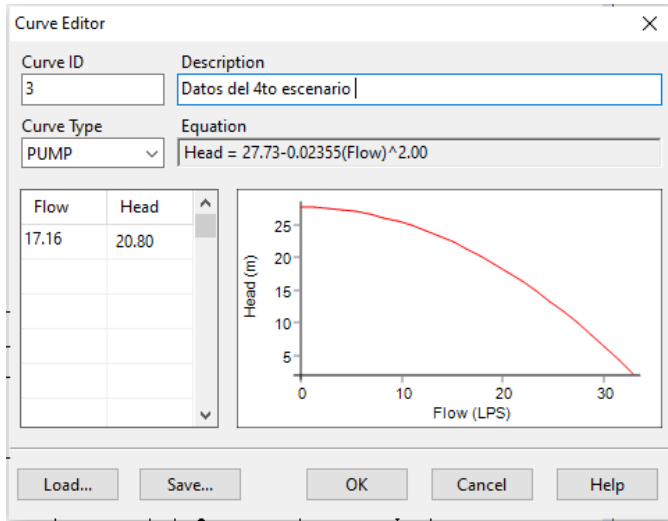 Curve Editor
Curve ID Description
3 Datos del 4to escenario
Curve Type Equation
PUMP Head = 27.73-0.02355(Flow)^2.00
Flow Head
17.16 20.80
Head (m)
25
20
15
10
5
0 10 20 30
Flow (LPS)
Load... Save... OK Cancel Help